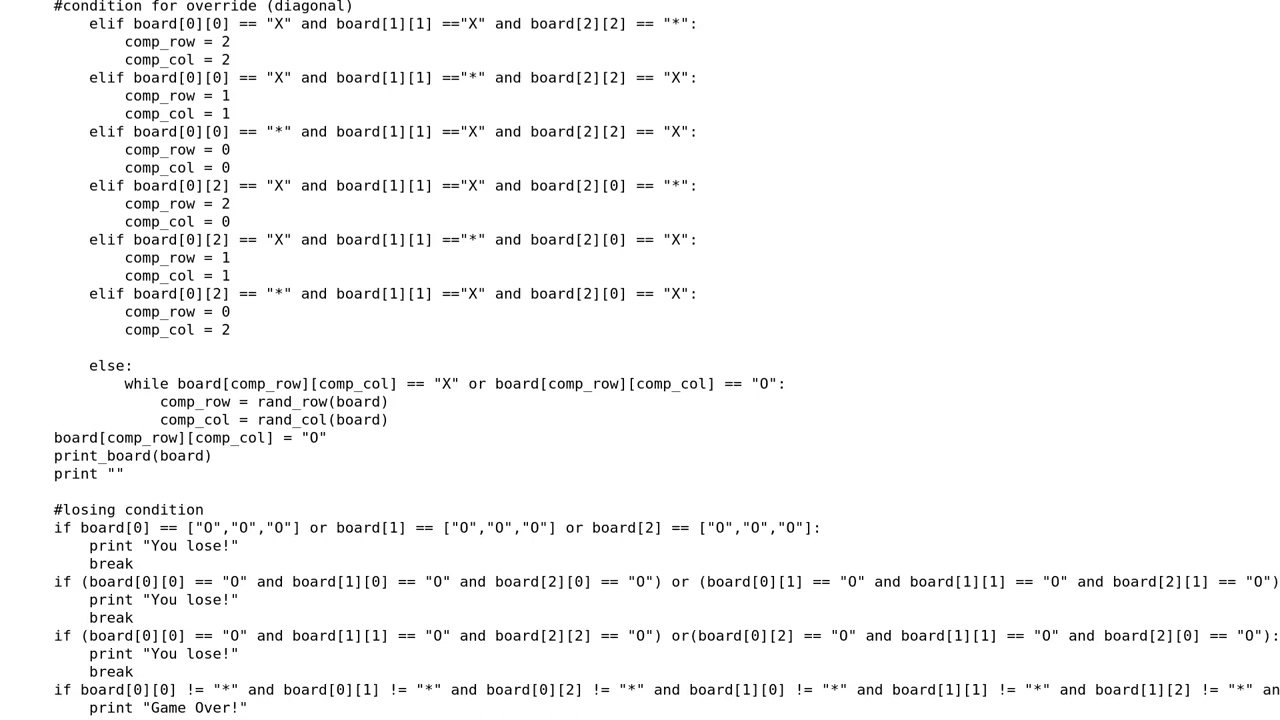 #condition for override (diagonal)
    elif board[0][0] == "X" and board[1][1] =="X" and board[2][2] == "*":
        comp_row = 2
        comp_col = 2
    elif board[0][0] == "X" and board[1][1] =="*" and board[2][2] == "X":
        comp_row = 1
        comp_col = 1
    elif board[0][0] == "*" and board[1][1] =="X" and board[2][2] == "X":
        comp_row = 0
        comp_col = 0
    elif board[0][2] == "X" and board[1][1] =="X" and board[2][0] == "*":
        comp_row = 2
        comp_col = 0
    elif board[0][2] == "X" and board[1][1] =="*" and board[2][0] == "X":
        comp_row = 1
        comp_col = 1
    elif board[0][2] == "*" and board[1][1] =="X" and board[2][0] == "X":
        comp_row = 0
        comp_col = 2
    else:
        while board[comp_row][comp_col] == "X" or board[comp_row][comp_col] == "O":
            comp_row = rand_row(board)
            comp_col = rand_col(board)
board[comp_row][comp_col] = "O"
print_board(board)
print ""
#losing condition
if board[0] == ["O","O","O"] or board[1] == ["O","O","O"] or board[2] == ["O","O","O"]:
    print "You lose!"
    break
if (board[0][0] == "O" and board[1][0] == "O" and board[2][0] == "O") or (board[0][1] == "O" and board[1][1] == "O" and board[2][1] == "O")
    print "You lose!"
    break
if (board[0][0] == "O" and board[1][1] == "O" and board[2][2] == "O") or(board[0][2] == "O" and board[1][1] == "O" and board[2][0] == "O"):
    print "You lose!"
    break
if board[0][0] != "*" and board[0][1] != "*" and board[0][2] != "*" and board[1][0] != "*" and board[1][1] != "*" and board[1][2] != "*" an
    print "Game Over!"